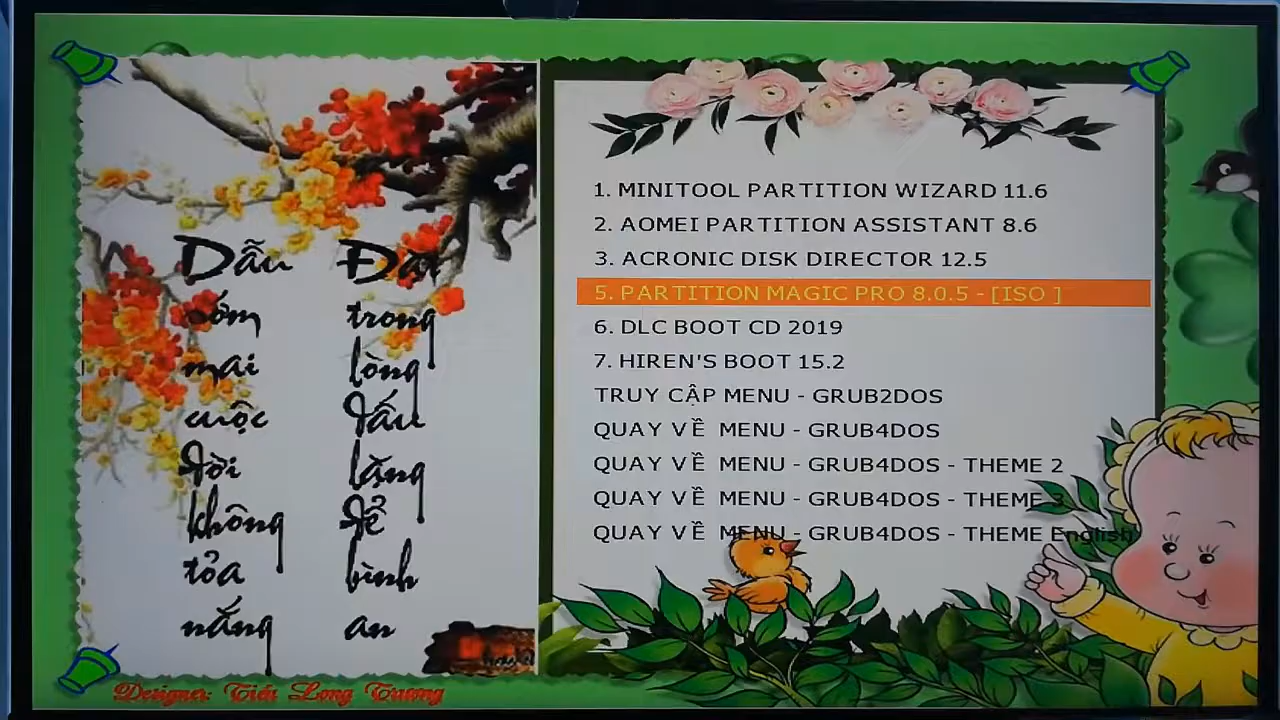 Dẫu
sớm
mai
cuộc
đời
không
tỏa
nắng
Đai
trong
lòng
dấu
lặng
để
bình
an
Designer: Tiểu Long Trương
1. MINITOOL PARTITION WIZARD 11.6
2. AOMEI PARTITION ASSISTANT 8.6
3. ACRONIC DISK DIRECTOR 12.5
5. PARTITION MAGIC PRO 8.0.5 - [ISO ]
6. DLC BOOT CD 2019
7. HIREN'S BOOT 15.2
TRUY CẬP MENU - GRUB2DOS
QUAY VỀ MENU - GRUB4DOS
QUAY VỀ MENU - GRUB4DOS - THEME 2
QUAY VỀ MENU - GRUB4DOS - THEME 3
QUAY VỀ MENU - GRUB4DOS - THEME English